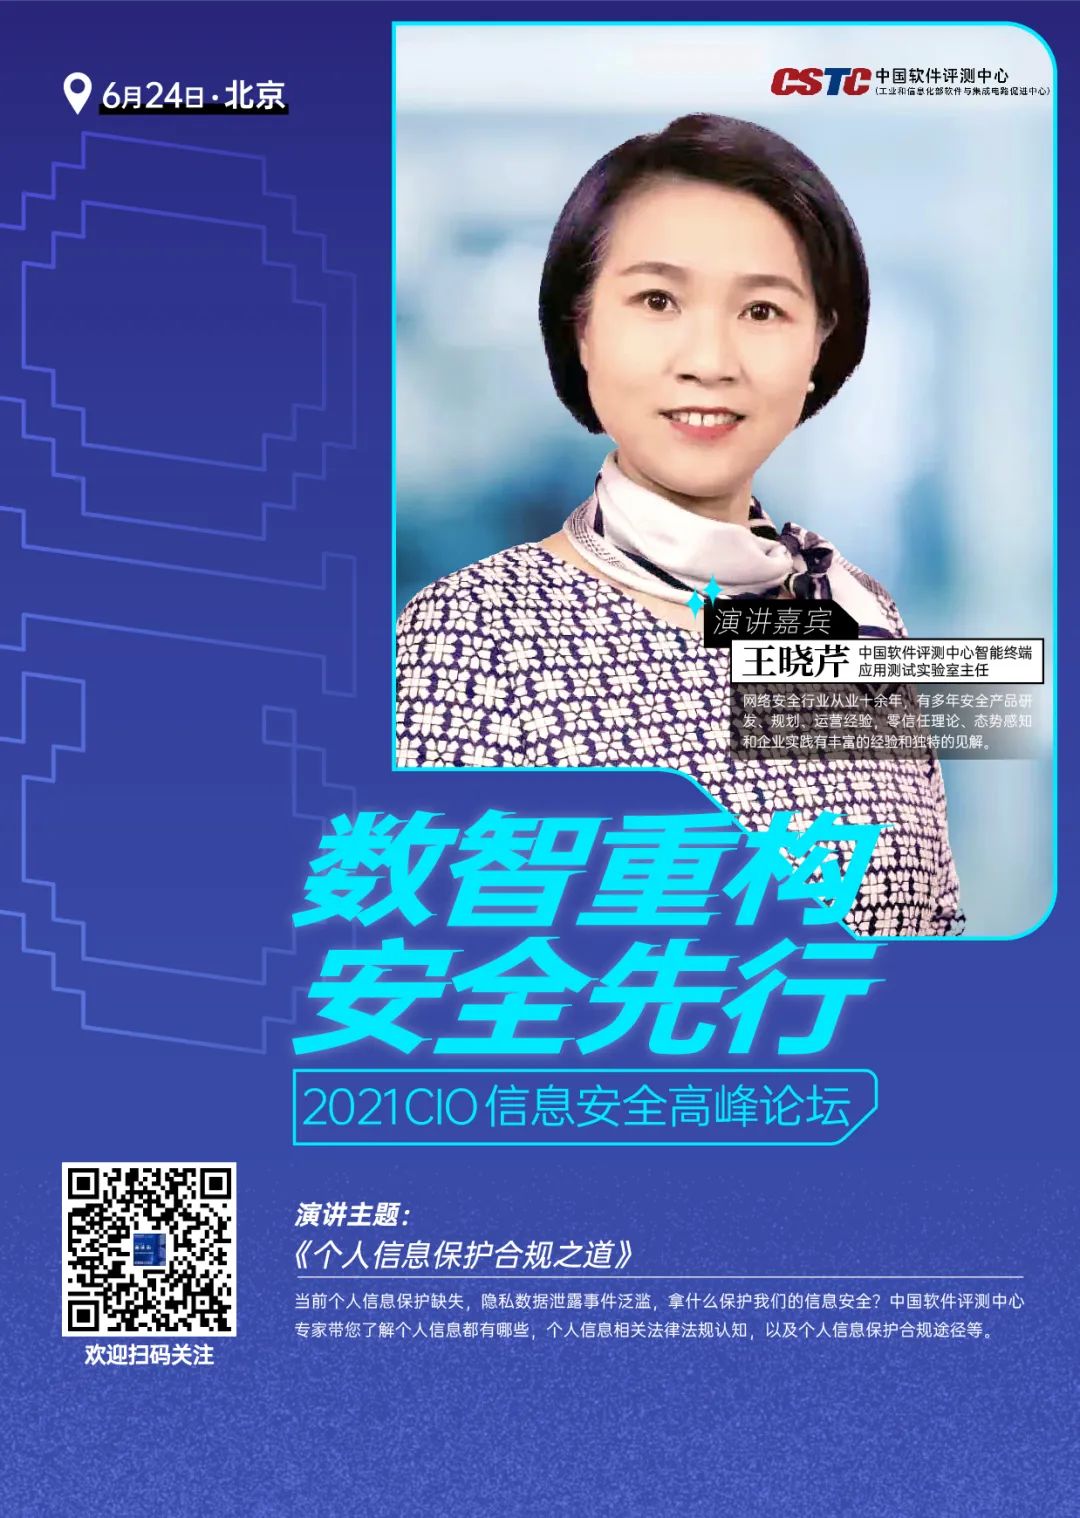 6月24日·北京
CSTC 中国软件评测中心
(工业和信息化部软件与集成电路促进中心)
演讲嘉宾
王晓芹 中国软件评测中心智能终端
应用测试实验室主任
网络安全行业从业十余年，有多年安全产品研
发、规划、运营经验，零信任理论、态势感知
和企业实践有丰富的经验和独特的见解。
数智重构
安全先行
2021CIO信息安全高峰论坛
演讲主题：
《个人信息保护合规之道》
当前个人信息保护缺失，隐私数据泄露事件泛滥，拿什么保护我们的信息安全？中国软件评测中心
专家带您了解个人信息都有哪些，个人信息相关法律法规认知，以及个人信息保护合规途径等。
欢迎扫码关注